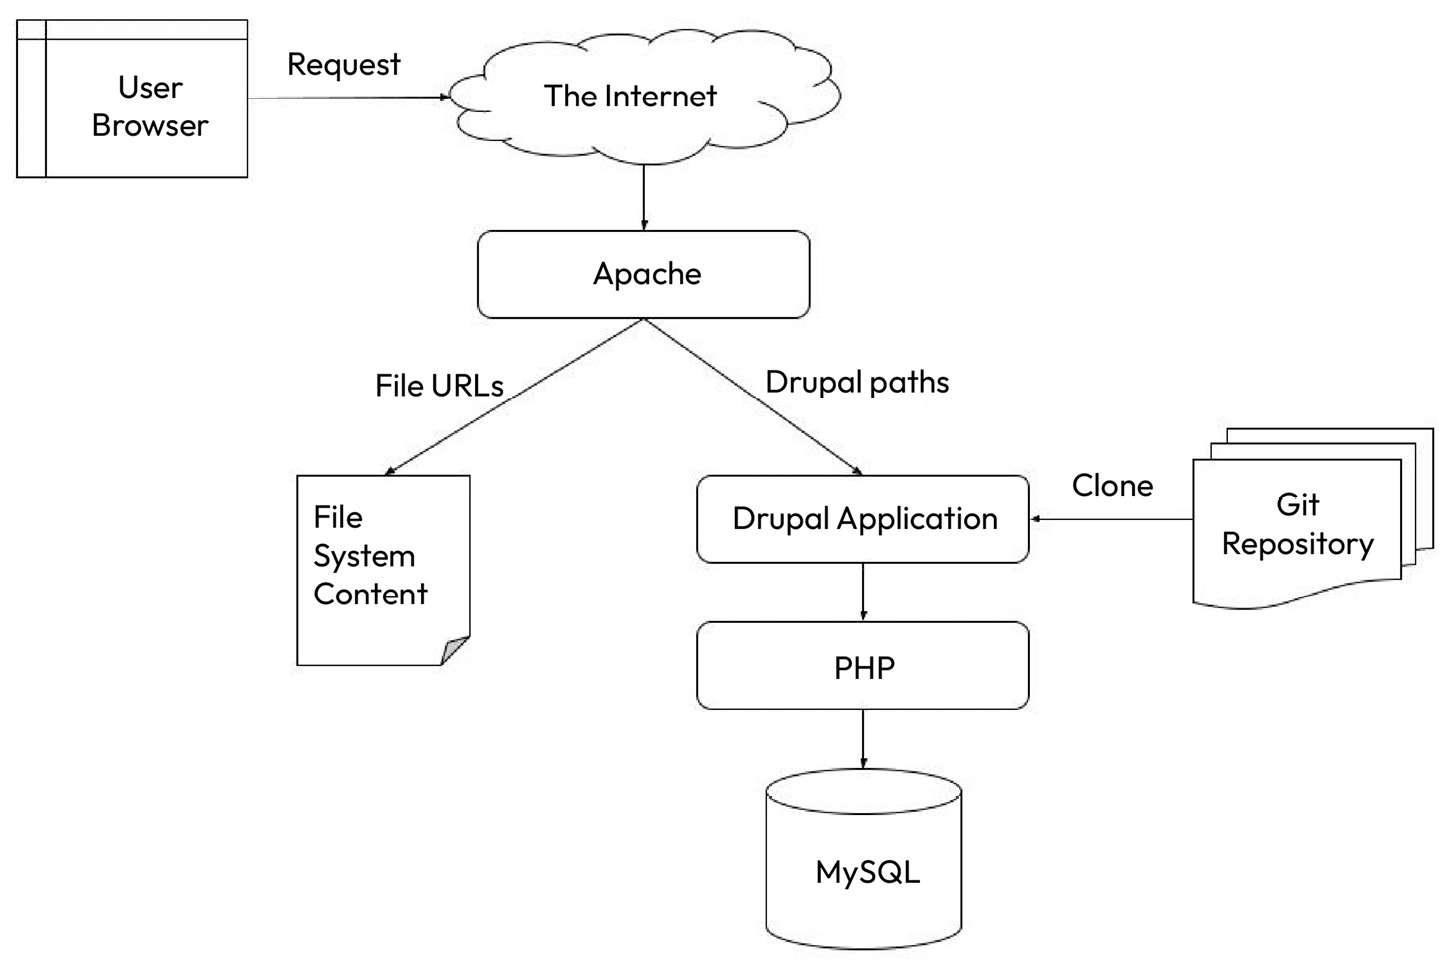 User
Browser
Request
The Internet
Apache
File URLs
Drupal paths
File
System
Content
Drupal Application
Clone
Git
Repository
PHP
MySQL